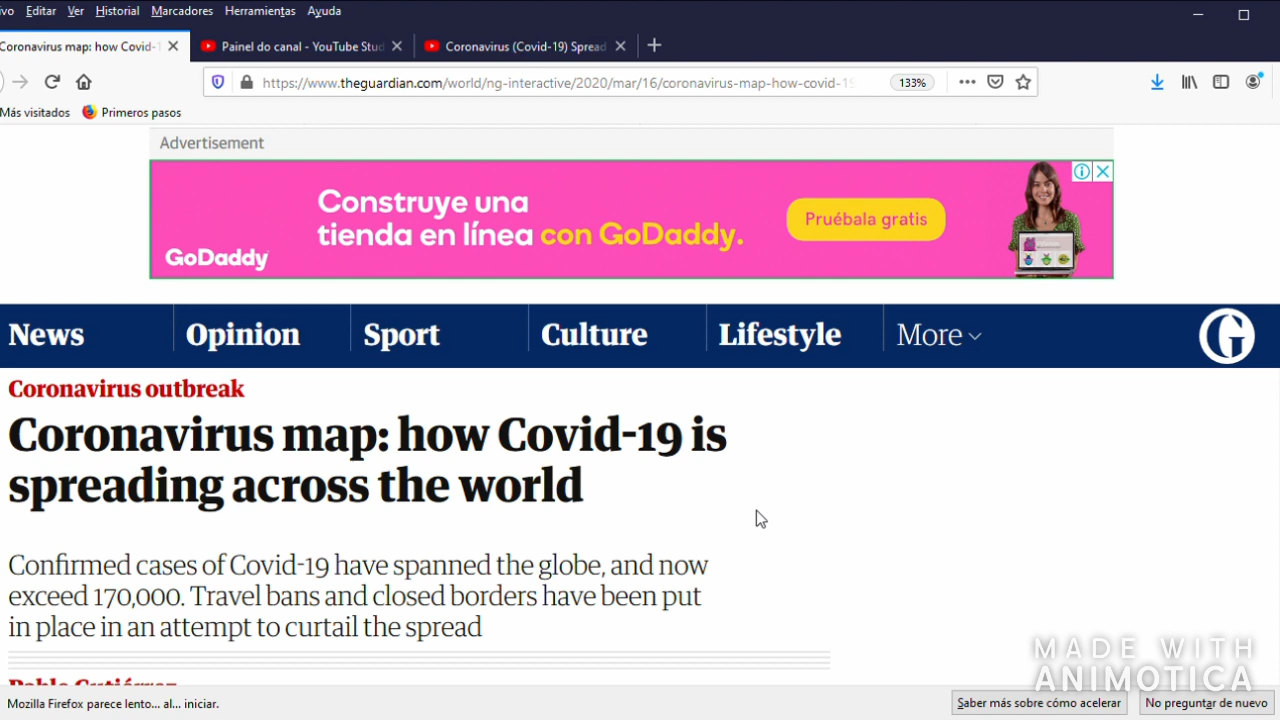 ivo Editar Ver Historial Marcadores Herramientas Ayuda
Coronavirus map: how Covid-1
Painel do canal - YouTube Stud
Coronavirus (Covid-19) Spread
https://www.theguardian.com/world/ng-interactive/2020/mar/16/coronavirus-map-how-covid-19
133%
Más visitados Primeros pasos
Advertisement
Construye una
tienda en línea con GoDaddy.
Pruébala gratis
GoDaddy
News Opinion Sport Culture Lifestyle More
G
Coronavirus outbreak
Coronavirus map: how Covid-19 is
spreading across the world
Confirmed cases of Covid-19 have spanned the globe, and now
exceed 170,000. Travel bans and closed borders have been put
in place in an attempt to curtail the spread
Pablo Gutiérrez
MADE WITH
ANIMOTICA
Mozilla Firefox parece lento... al... iniciar.
Saber más sobre cómo acelerar
No preguntar de nuevo